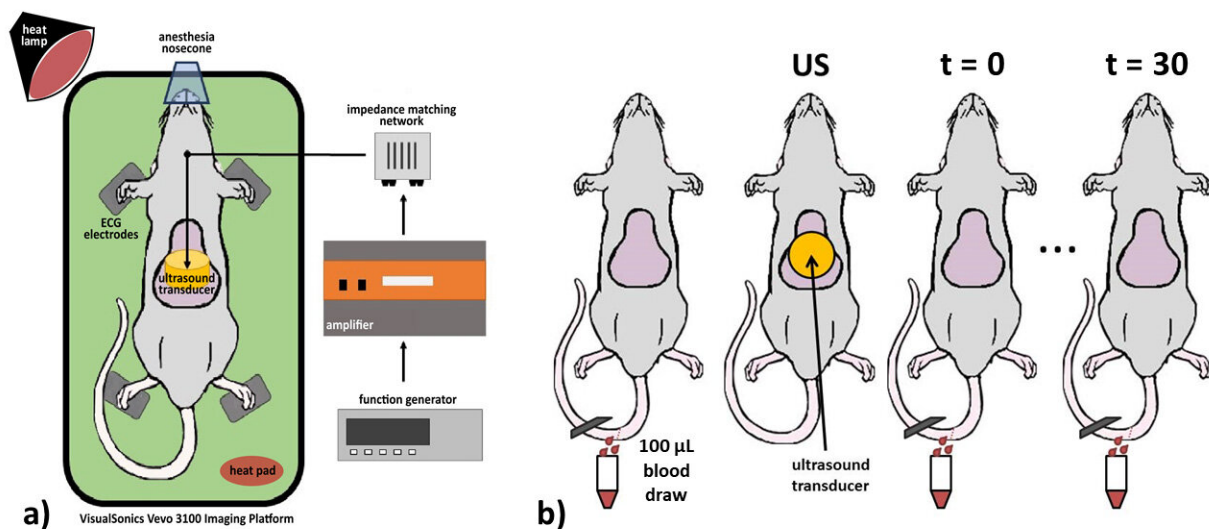 heat
lamp
anesthesia
nosecone
impedance matching
network
ECG
electrodes
ultrasound
transducer
amplifier
function generator
heat pad
a)
VisualSonics Vevo 3100 Imaging Platform
US
t = 0
t = 30
...
100 µL
blood
draw
ultrasound
transducer
b)